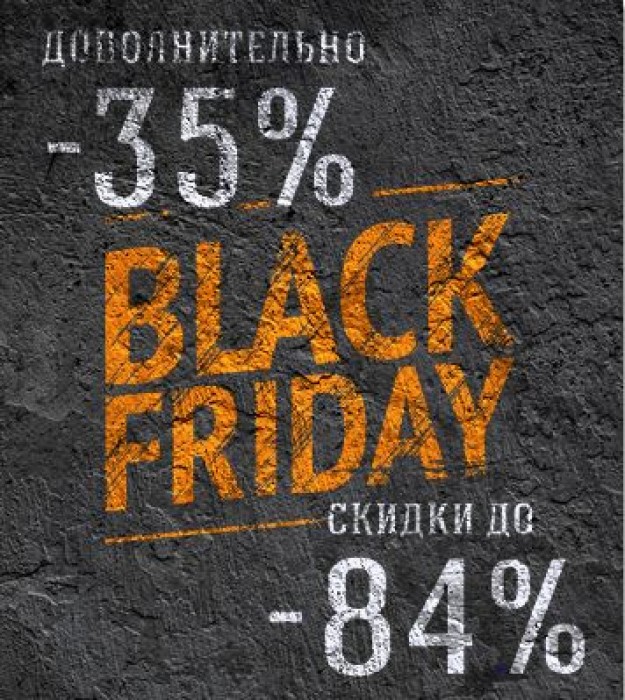 ДОПОЛНИТЕЛЬНО
-35%
BLACK
FRIDAY
СКИДКИ ДО
-84%